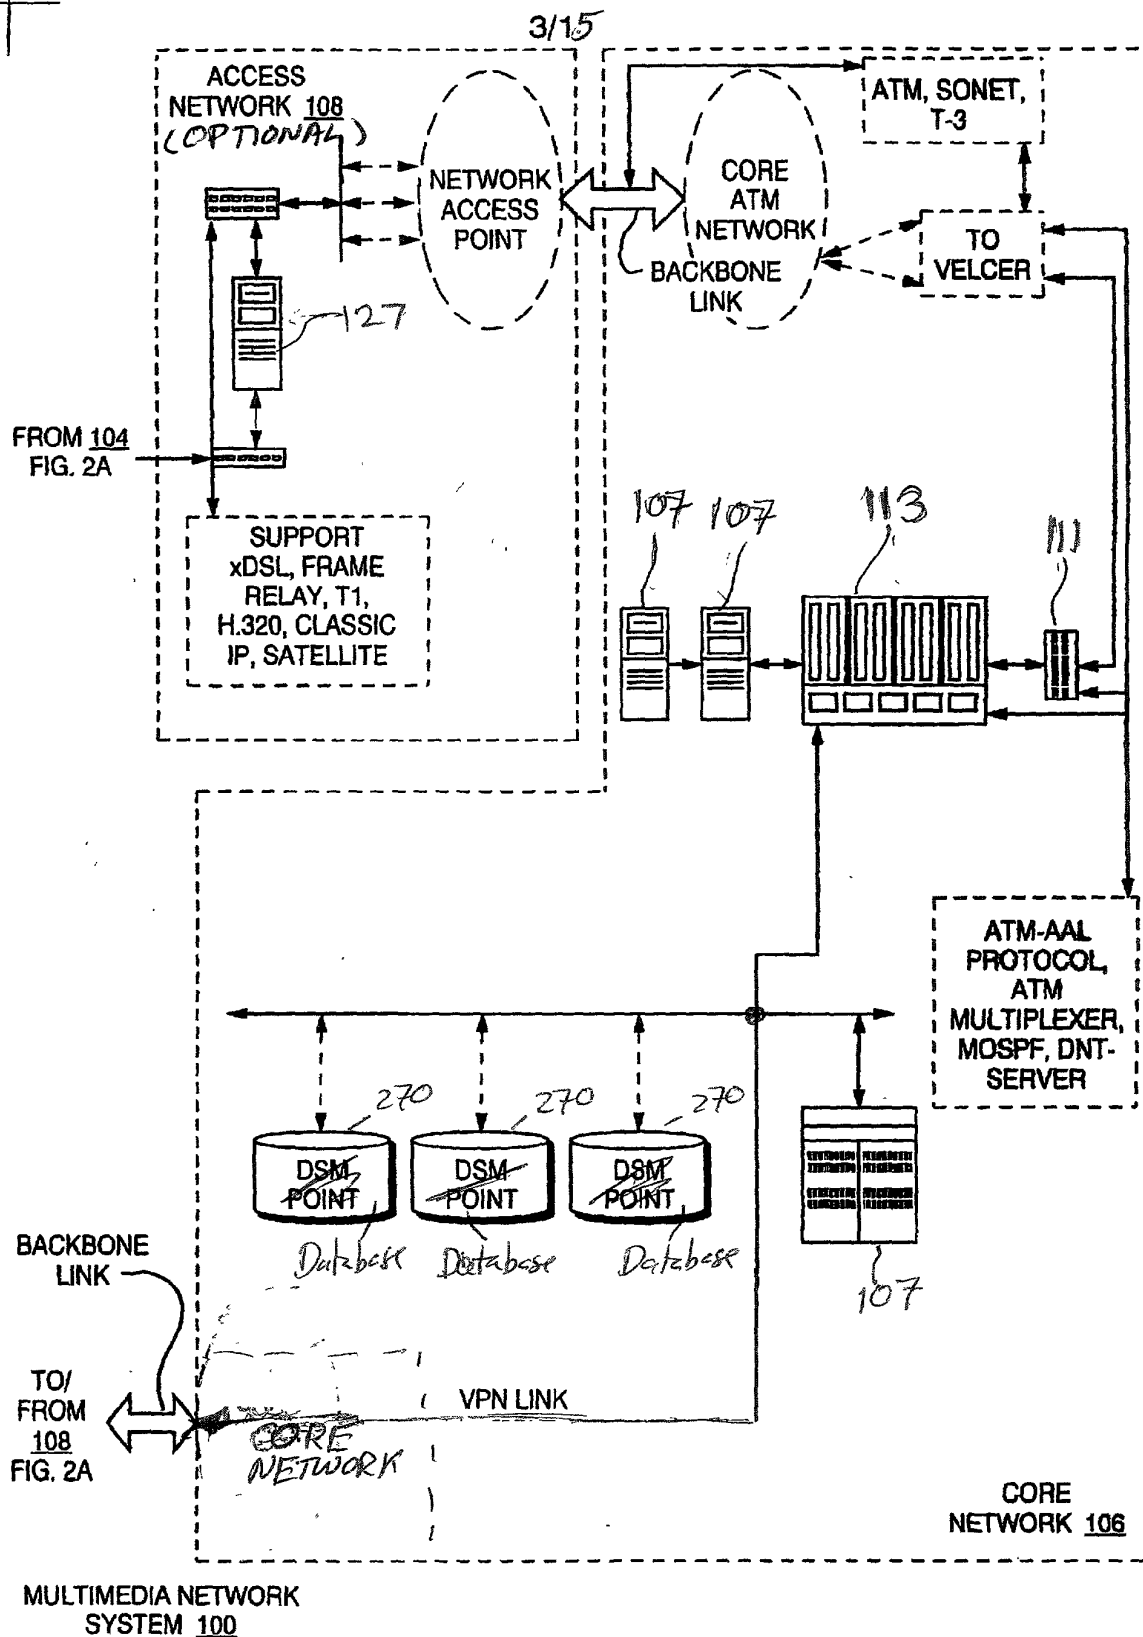 3/15
ACCESS
NETWORK 108
(OPTIONAL)
NETWORK
ACCESS
POINT
CORE
ATM
NETWORK
ATM, SONET,
T-3
TO
VELCER
BACKBONE
LINK
127
FROM 104
FIG. 2A
SUPPORT
xDSL, FRAME
RELAY, T1,
H.320, CLASSIC
IP, SATELLITE
107
107
113
111
ATM-AAL
PROTOCOL,
ATM
MULTIPLEXER,
MOSPF, DNT-
SERVER
270
270
270
DSM
POINT
DSM
POINT
DSM
POINT
Database
Database
Database
107
BACKBONE
LINK
TO/
FROM
108
FIG. 2A
VPN LINK
CORE
NETWORK
CORE
NETWORK 106
MULTIMEDIA NETWORK
SYSTEM 100